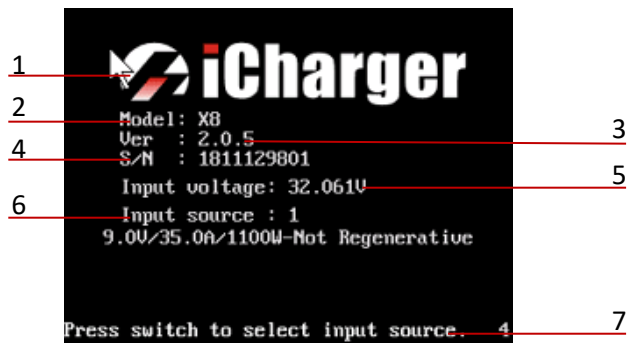 1
iCharger
2
Model: X8
Ver : 2.0.5
3
4
S/N : 1811129801
Input voltage: 32.061V
5
6
Input source : 1
9.0V/35.0A/1100W-Not Regenerative
Press switch to select input source. 4
7